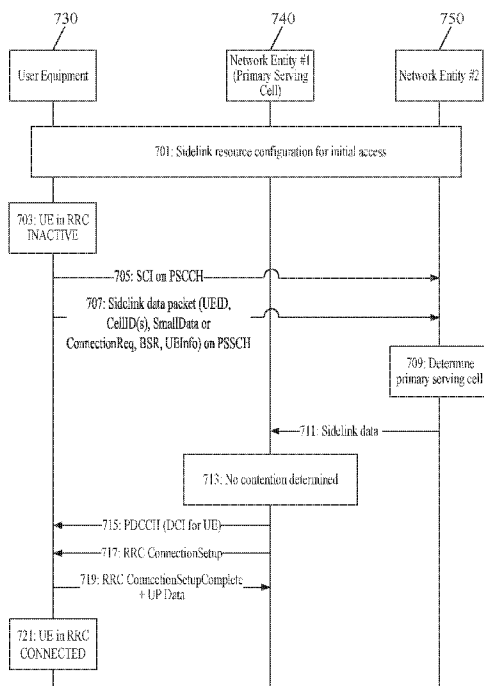 730
740
750
User Equipment
Network Entity #1
(Primary Serving
Cell)
Network Entity #2
701: Sidelink resource configuration for initial access
703: UE in RRC
INACTIVE
705: SCI on PSCCH
707: Sidelink data packet (UEID,
CellID(s), SmallData or
ConnectionReq, BSR, UEInfo) on PSSCH
709: Determine
primary serving cell
711: Sidelink data
713: No contention determined
715: PDCCH (DCI for UE)
717: RRC ConnectionSetup
719: RRC ConnectionSetupComplete
+ UP Data
721: UE in RRC
CONNECTED